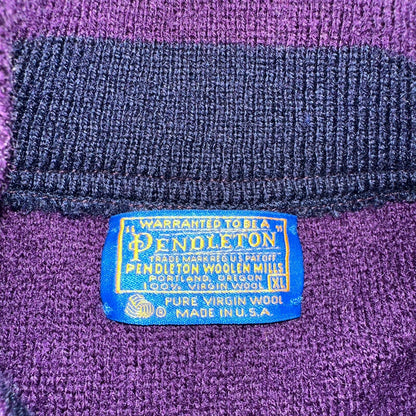 WARRANTED TO BE A
"PENDLETON"
TRADE MARK REG. U.S. PAT. OFF.
PENDLETON WOOLEN MILLS
PORTLAND, OREGON
100% VIRGIN WOOL XL
PURE VIRGIN WOOL
MADE IN U.S.A.